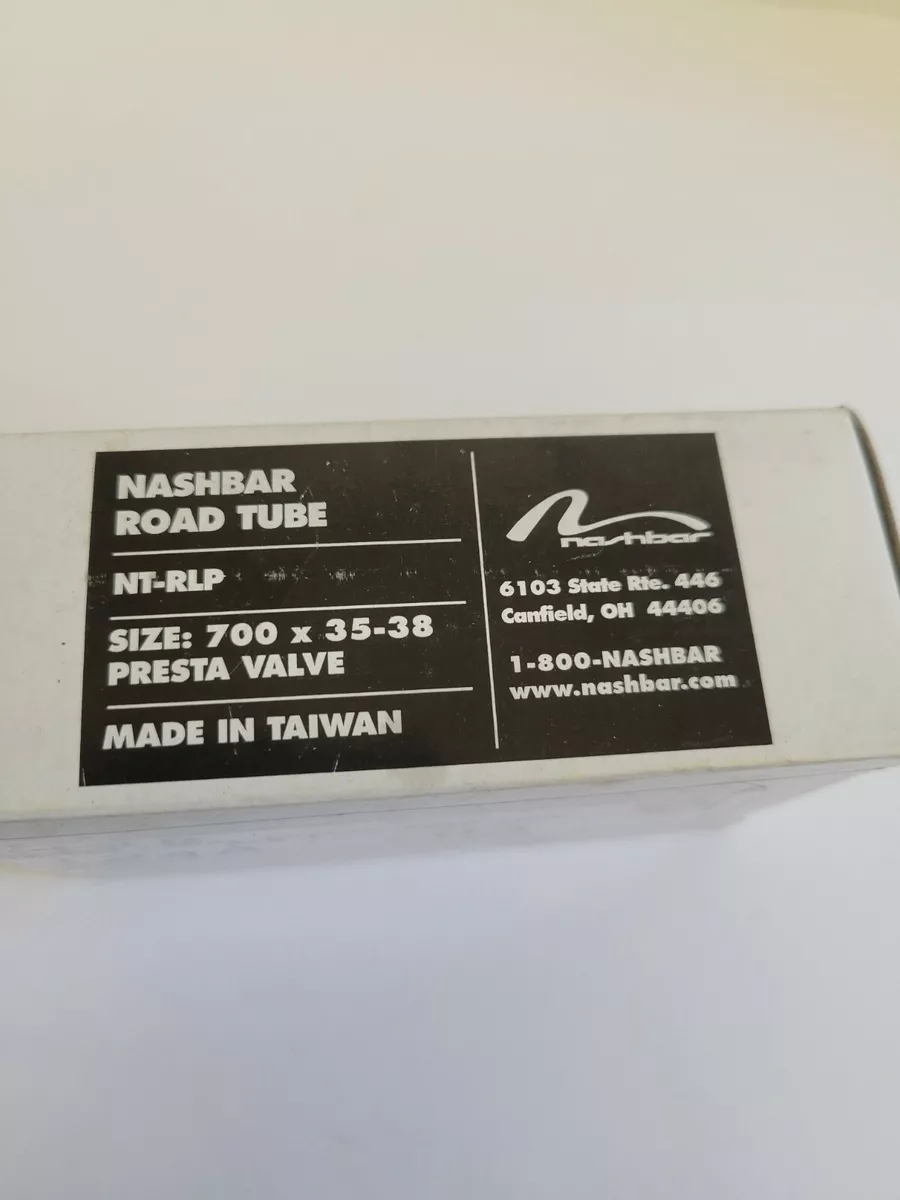 NASHBAR
ROAD TUBE
NT-RLP
SIZE: 700 x 35-38
PRESTA VALVE
MADE IN TAIWAN
nashbar
6103 State Rte. 446
Canfield, OH 44406
1-800-NASHBAR
www.nashbar.com